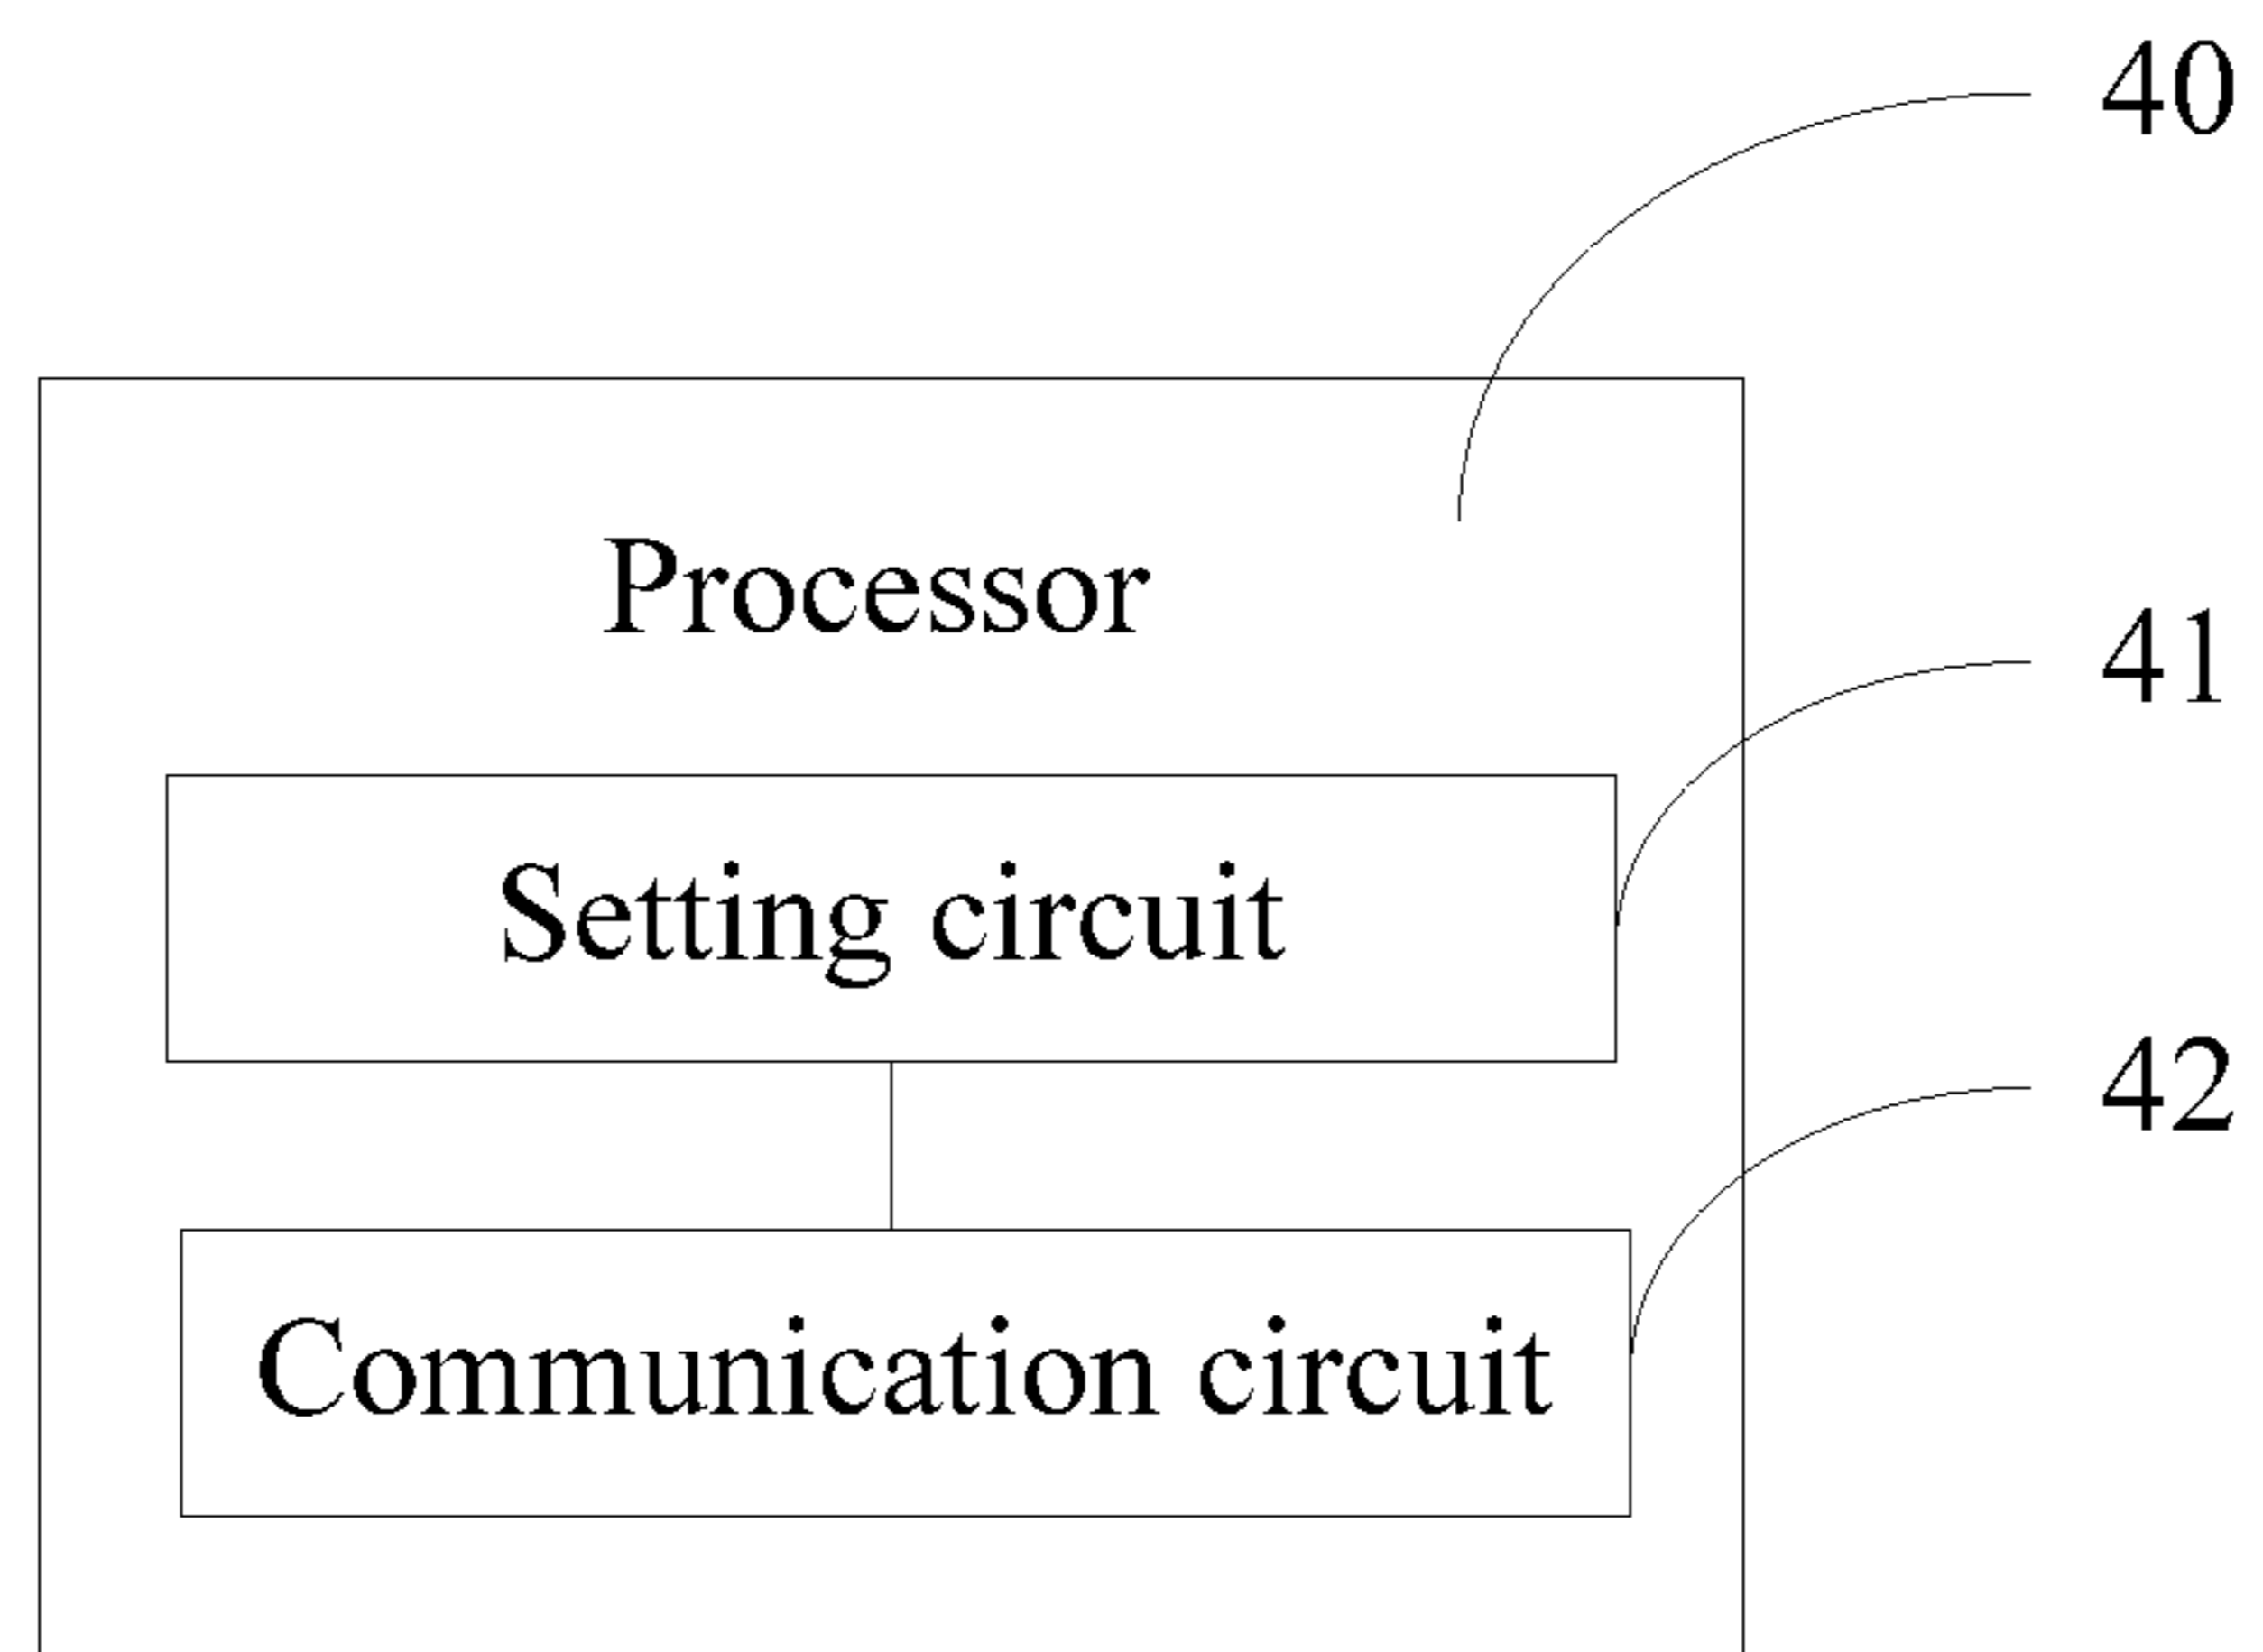 40
Processor
41
Setting circuit
42
Communication circuit